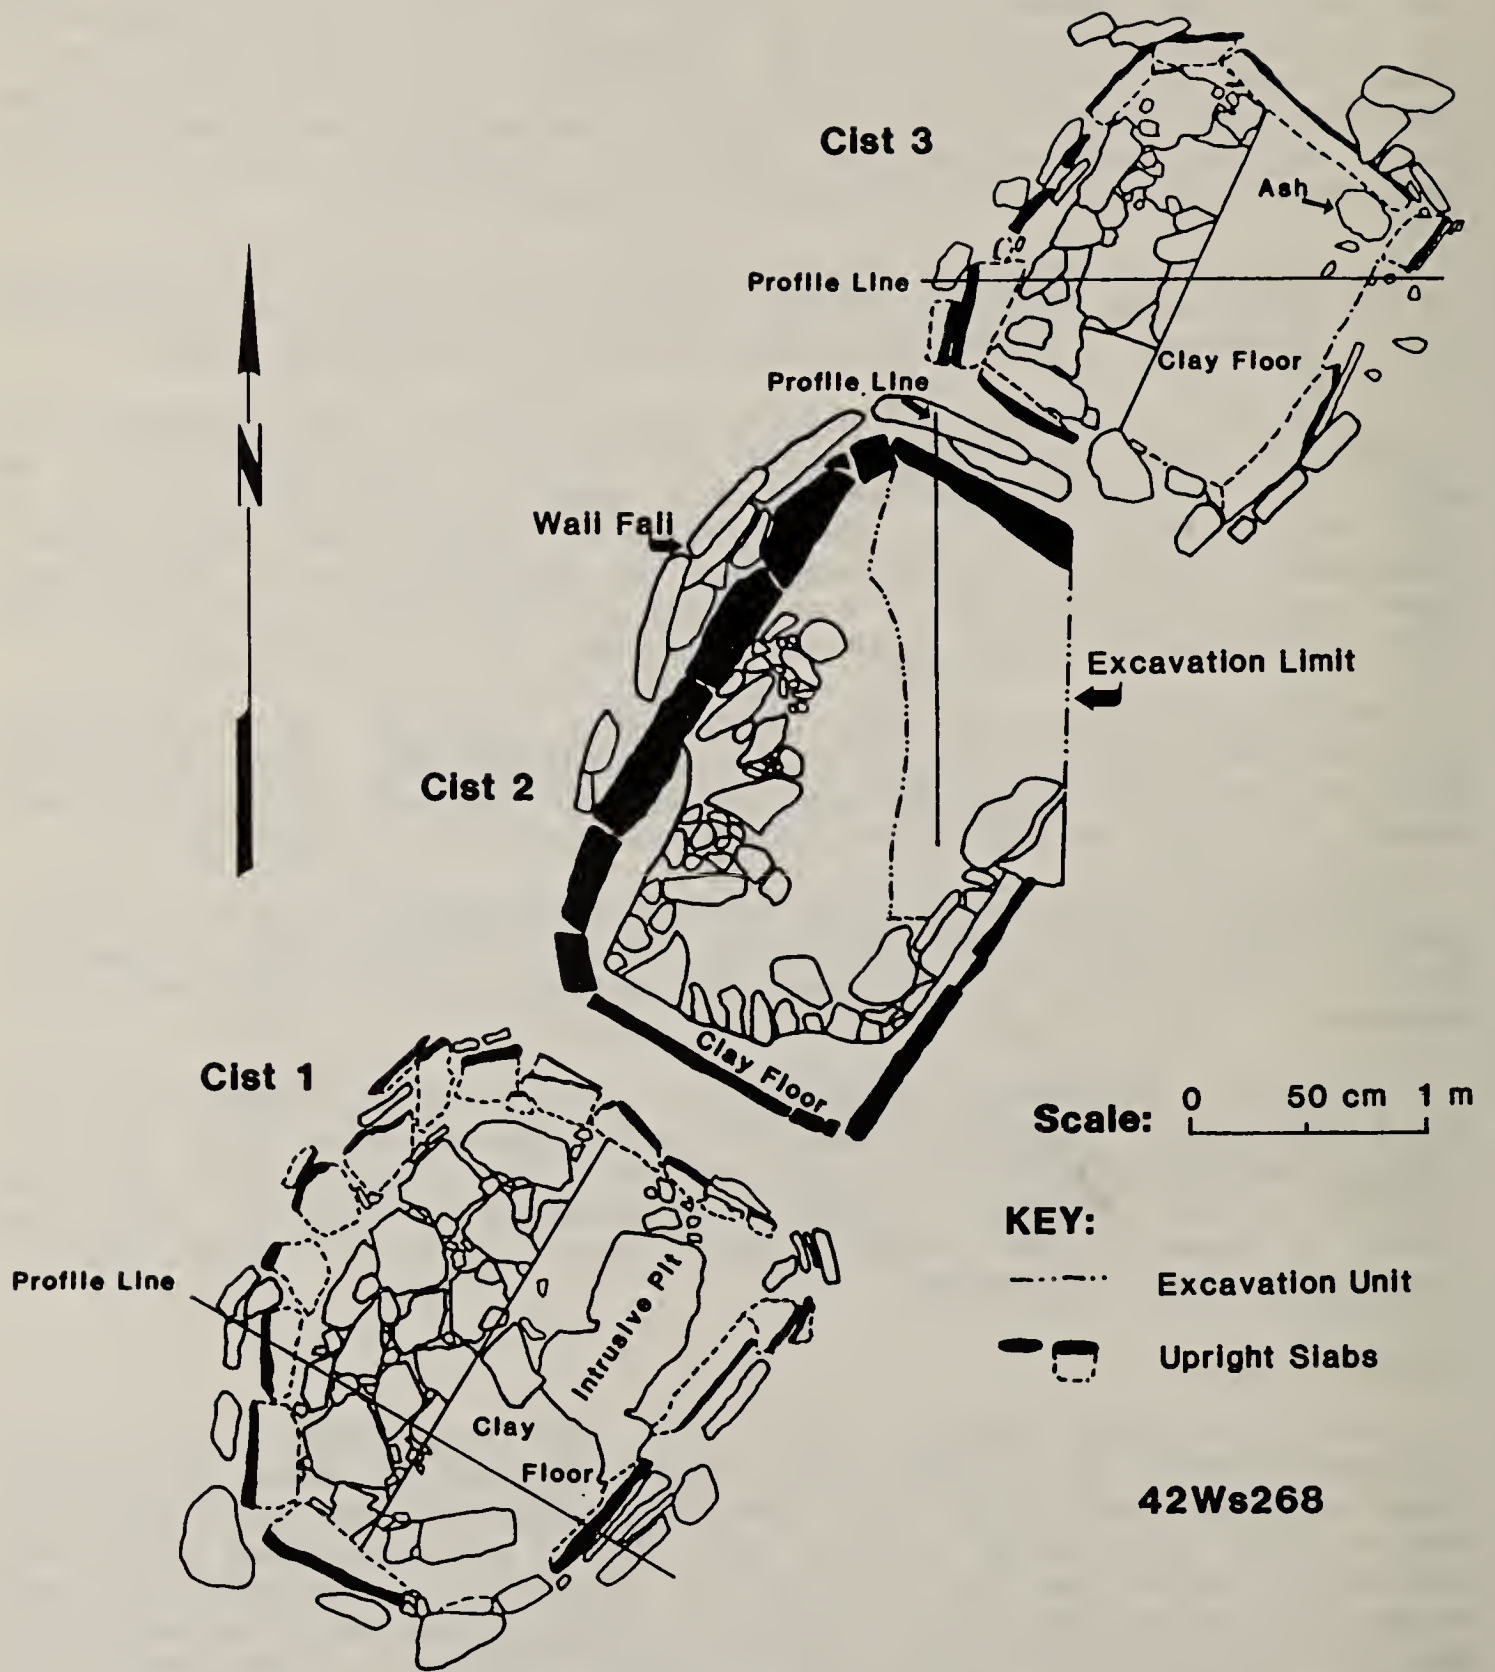 Cist 3
Ash
Profile Line
Clay Floor
Profile Line
N
Wall Fall
Excavation Limit
Cist 2
Clay Floor
Cist 1
Scale: 0 50 cm 1 m
KEY:
Profile Line
Excavation Unit
Intrusive Pit
Upright Slabs
Clay
Floor
42Ws268